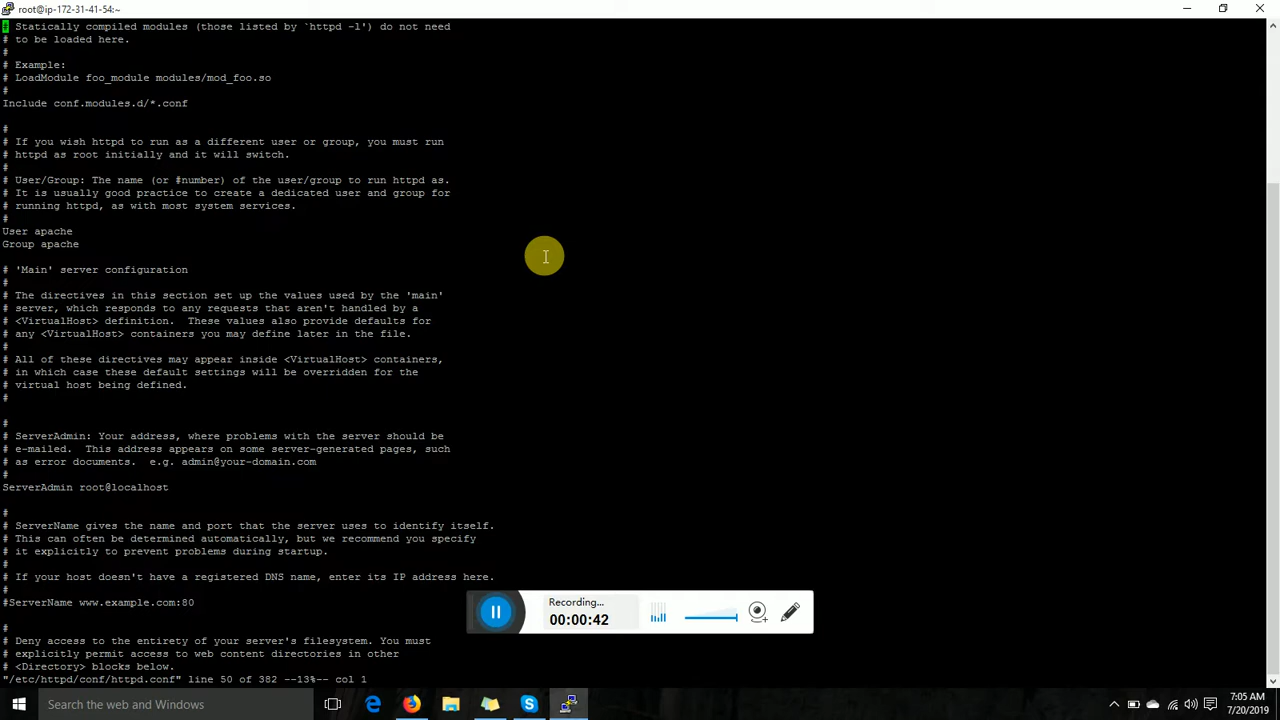 root@ip-172-31-41-54:~
# Statically compiled modules (those listed by `httpd -l') do not need
# to be loaded here.
#
# Example:
# LoadModule foo_module modules/mod_foo.so
#
Include conf.modules.d/*.conf
#
# If you wish httpd to run as a different user or group, you must run
# httpd as root initially and it will switch.
#
# User/Group: The name (or #number) of the user/group to run httpd as.
# It is usually good practice to create a dedicated user and group for
# running httpd, as with most system services.
#
User apache
Group apache
# 'Main' server configuration
#
# The directives in this section set up the values used by the 'main'
# server, which responds to any requests that aren't handled by a
# <VirtualHost> definition.  These values also provide defaults for
# any <VirtualHost> containers you may define later in the file.
#
# All of these directives may appear inside <VirtualHost> containers,
# in which case these default settings will be overridden for the
# virtual host being defined.
#
#
# ServerAdmin: Your address, where problems with the server should be
# e-mailed.  This address appears on some server-generated pages, such
# as error documents.  e.g. admin@your-domain.com
#
ServerAdmin root@localhost
#
# ServerName gives the name and port that the server uses to identify itself.
# This can often be determined automatically, but we recommend you specify
# it explicitly to prevent problems during startup.
#
# If your host doesn't have a registered DNS name, enter its IP address here.
#
#ServerName www.example.com:80
#
# Deny access to the entirety of your server's filesystem. You must
# explicitly permit access to web content directories in other
# <Directory> blocks below.
"/etc/httpd/conf/httpd.conf" line 50 of 382 --13%-- col 1
Recording...
00:00:42
Search the web and Windows
7:05 AM
7/20/2019